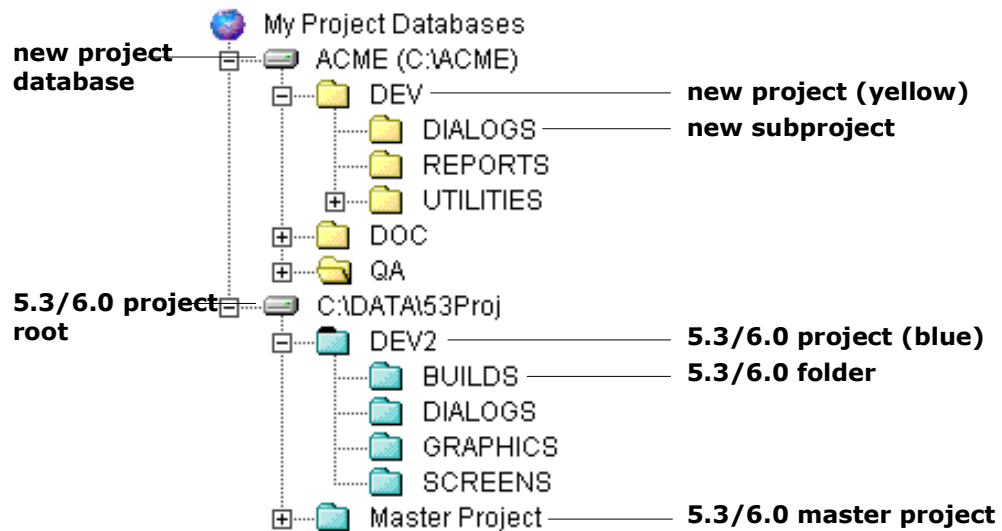 My Project Databases
new project
database
ACME (C:\ACME)
DEV
new project (yellow)
DIALOGS
new subproject
REPORTS
UTILITIES
DOC
QA
5.3/6.0 project
root
C:\DATA\53Proj
DEV2
5.3/6.0 project (blue)
BUILDS
5.3/6.0 folder
DIALOGS
GRAPHICS
SCREENS
Master Project
5.3/6.0 master project